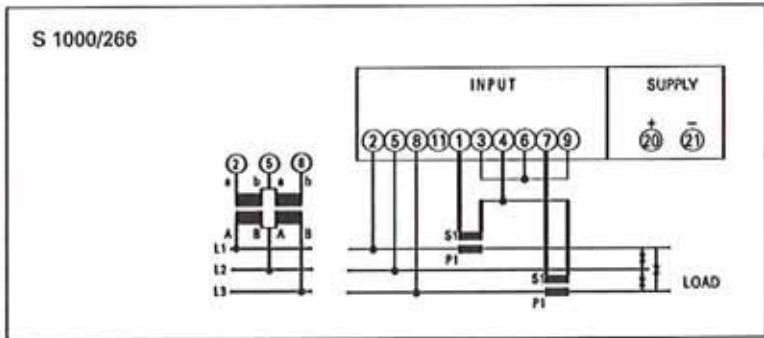 S 1000/266
INPUT SUPPLY
+ −
2 5 8 11 1 3 4 6 7 9 20 21
2 5 8
a b a b
A B A B
S1
P1
L1
L2
L3
S1
P1
LOAD